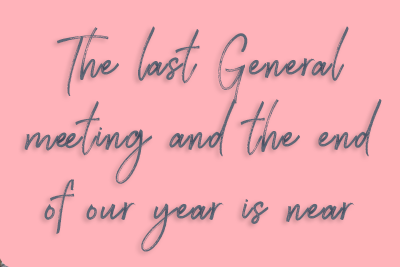 The last General
meeting and the end
of our year is near